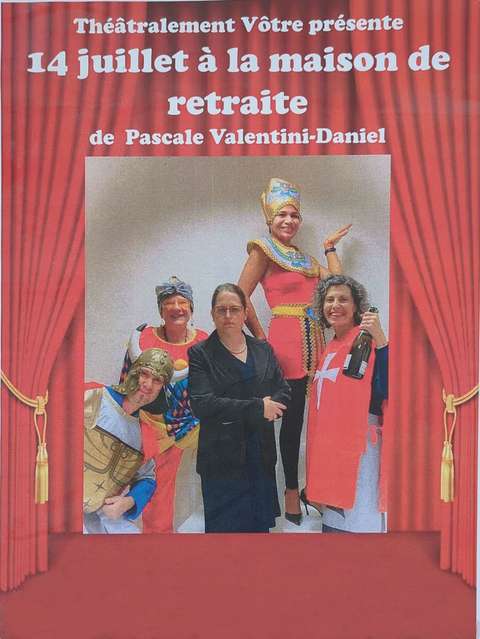 Théâtralement Vôtre présente
14 juillet à la maison de
retraite
de Pascale Valentini-Daniel